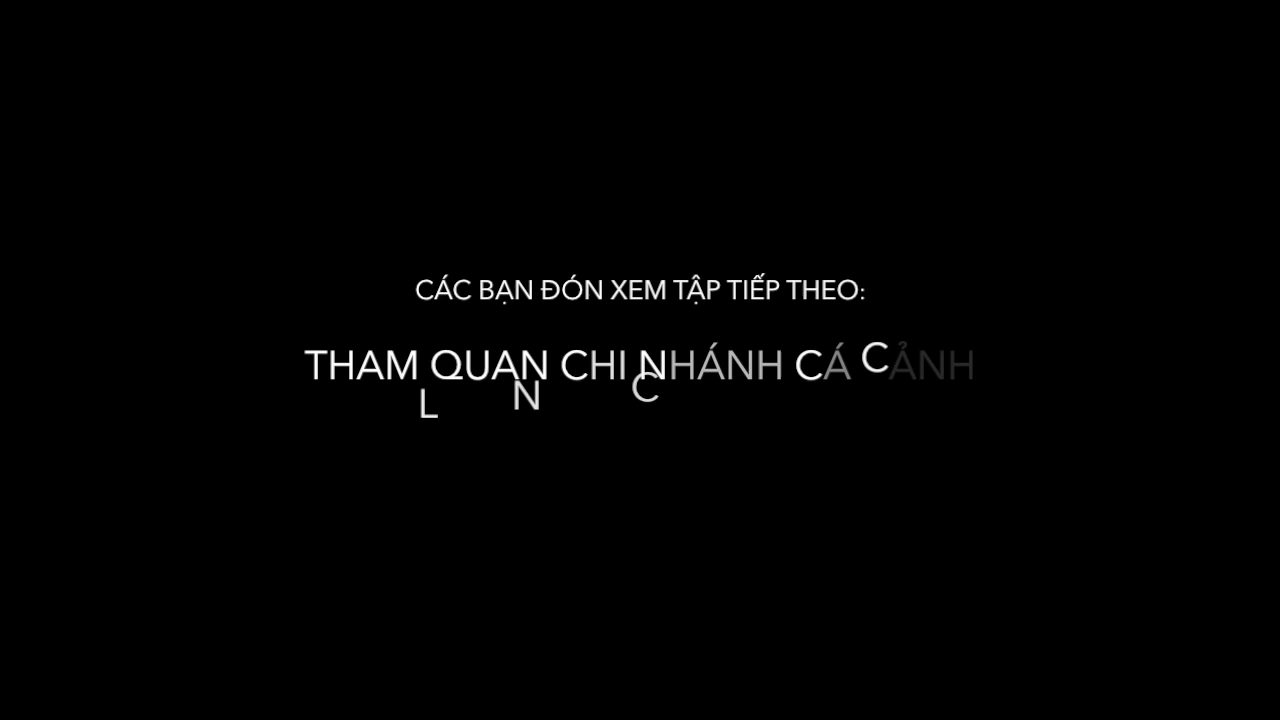 CÁC BẠN ĐÓN XEM TẬP TIẾP THEO:
THAM QUAN CHI NHÁNH CÁ CẢNH
L N C